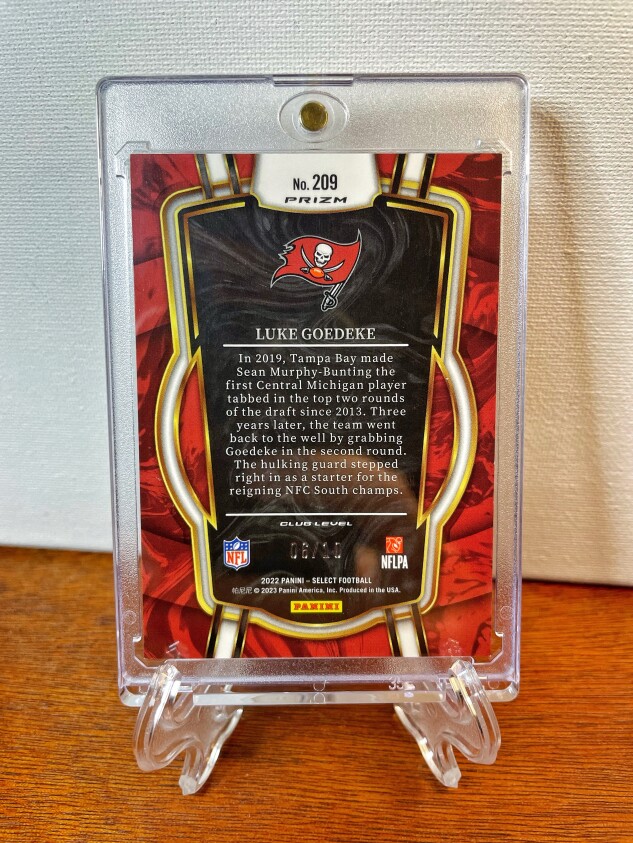 No. 209
PRIZM
LUKE GOEDEKE
In 2019, Tampa Bay made
Sean Murphy-Bunting the
first Central Michigan player
tabbed in the top two rounds
of the draft since 2013. Three
years later, the team went
back to the well by grabbing
Goedeke in the second round.
The hulking guard stepped
right in as a starter for the
reigning NFC South champs.
CLUB LEVEL
NFL
NFLPA
2022 PANINI – SELECT FOOTBALL
帕尼尼 © 2023 Panini America, Inc. Produced in the USA.
PANINI